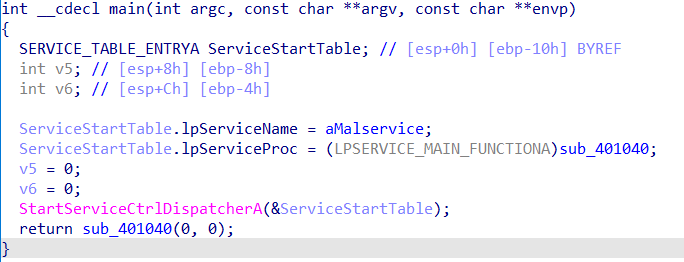 int __cdecl main(int argc, const char **argv, const char **envp)
{
SERVICE_TABLE_ENTRYA ServiceStartTable; // [esp+0h] [ebp-10h] BYREF
int v5; // [esp+8h] [ebp-8h]
int v6; // [esp+Ch] [ebp-4h]
ServiceStartTable.lpServiceName = aMalservice;
ServiceStartTable.lpServiceProc = (LPSERVICE_MAIN_FUNCTIONA)sub_401040;
v5 = 0;
v6 = 0;
StartServiceCtrlDispatcherA(&ServiceStartTable);
return sub_401040(0, 0);
}